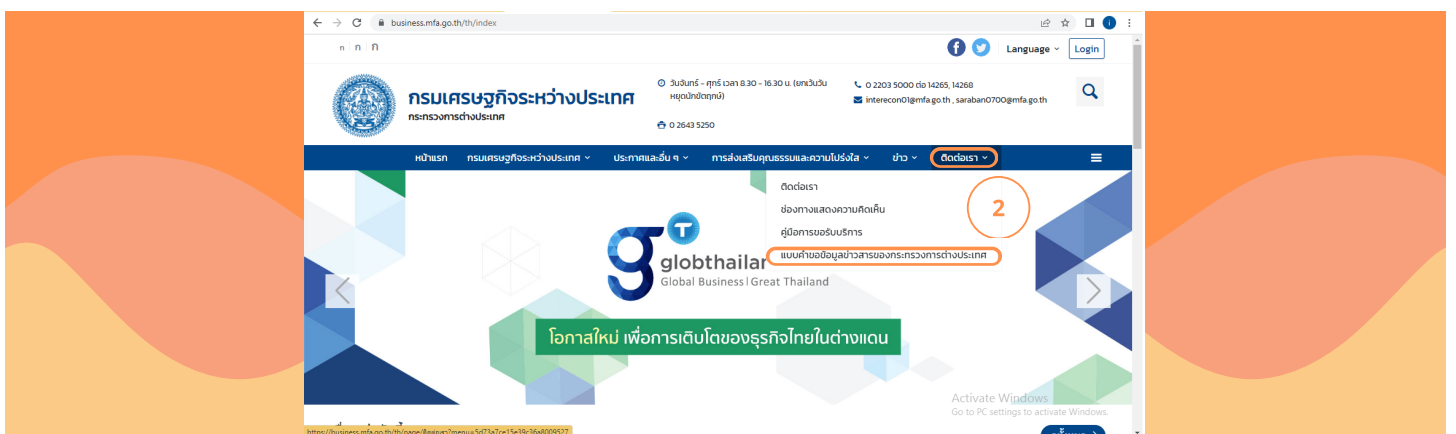 business.mfa.go.th/th/index
ก ก ก
Language
Login
กรมเศรษฐกิจระหว่างประเทศ
กระทรวงการต่างประเทศ
วันจันทร์ - ศุกร์ เวลา 8.30 - 16.30 น. (ยกเว้นวัน
หยุดนักขัตฤกษ์)
0 2643 5250
0 2203 5000 ต่อ 14265, 14268
interecon01@mfa.go.th , saraban0700@mfa.go.th
หน้าแรก กรมเศรษฐกิจระหว่างประเทศ ประกาศและอื่น ๆ การส่งเสริมคุณธรรมและความโปร่งใส ข่าว ติดต่อเรา
ติดต่อเรา
ช่องทางแสดงความคิดเห็น
คู่มือการขอรับบริการ
แบบคำขอข้อมูลข่าวสารของกระทรวงการต่างประเทศ
2
T
g
globthailan
Global Business | Great Thailand
โอกาสใหม่ เพื่อการเติบโตของธุรกิจไทยในต่างแดน
Activate Windows
Go to PC settings to activate Windows.